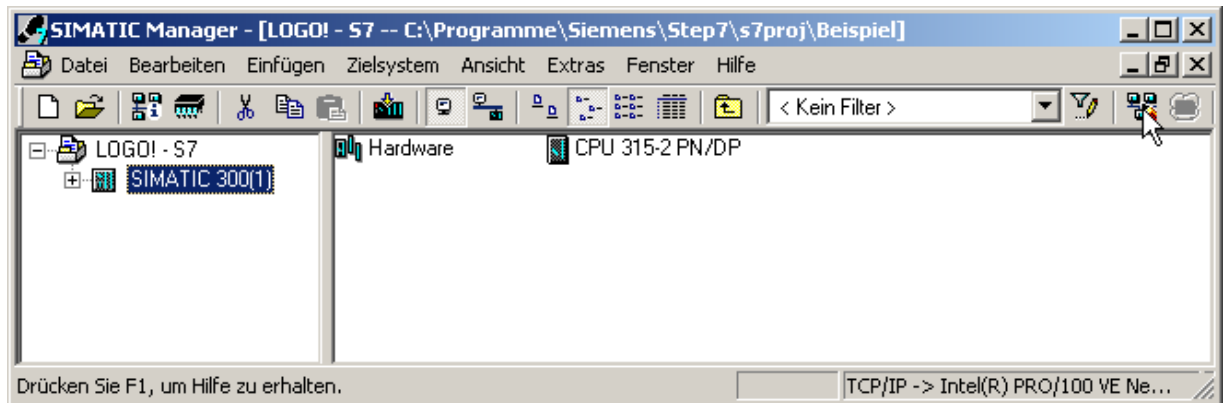 SIMATIC Manager - [LOGO! - S7 -- C:\Programme\Siemens\Step7\s7proj\Beispiel]
Datei Bearbeiten Einfügen Zielsystem Ansicht Extras Fenster Hilfe
< Kein Filter >
LOGO! - S7
SIMATIC 300(1)
Hardware
CPU 315-2 PN/DP
Drücken Sie F1, um Hilfe zu erhalten.
TCP/IP -> Intel(R) PRO/100 VE Ne...